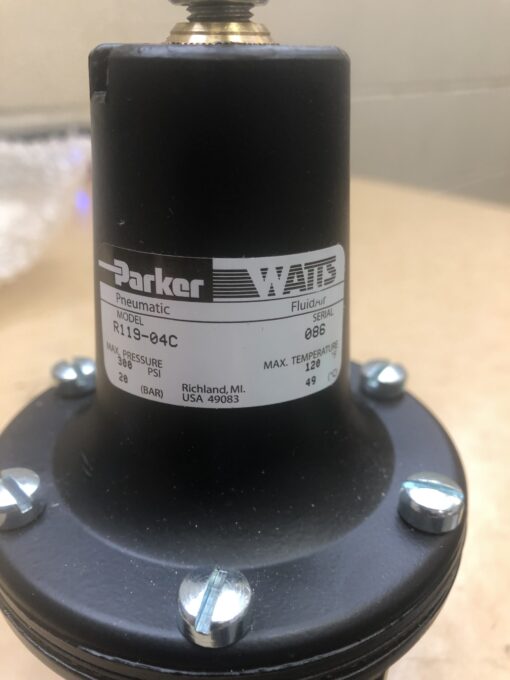 Parker WATTS
Pneumatic FluidAir
MODEL SERIAL
R119-04C 086
MAX. PRESSURE MAX. TEMPERATURE
300 PSI 120 °F
20 (BAR) 49 (°C)
Richland, MI.
USA 49083